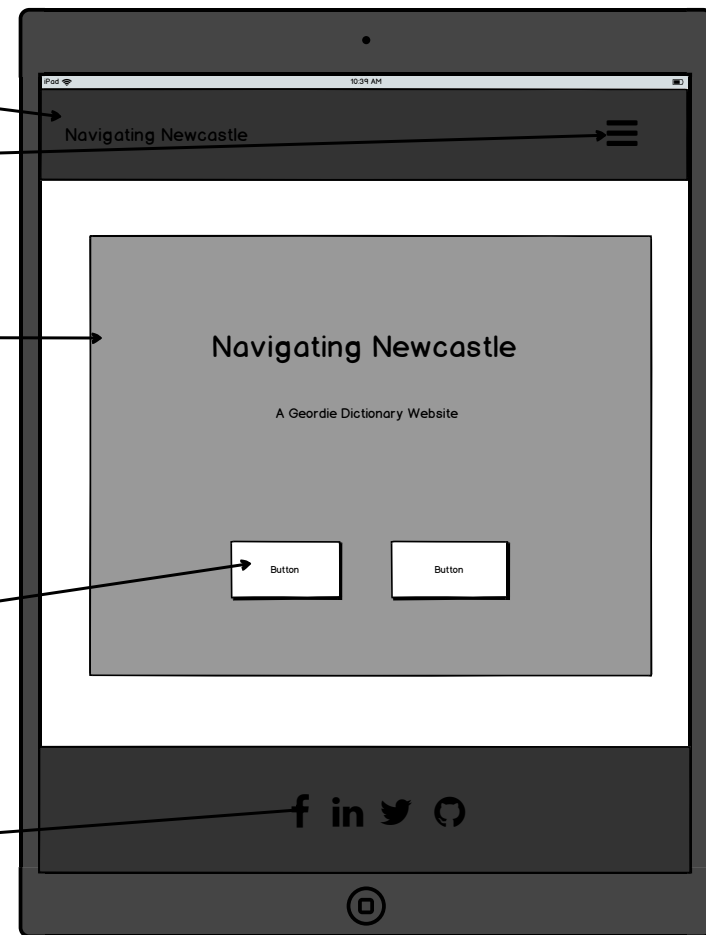 iPad 10:39 AM
Navigating Newcastle
Navigating Newcastle
A Geordie Dictionary Website
Button Button